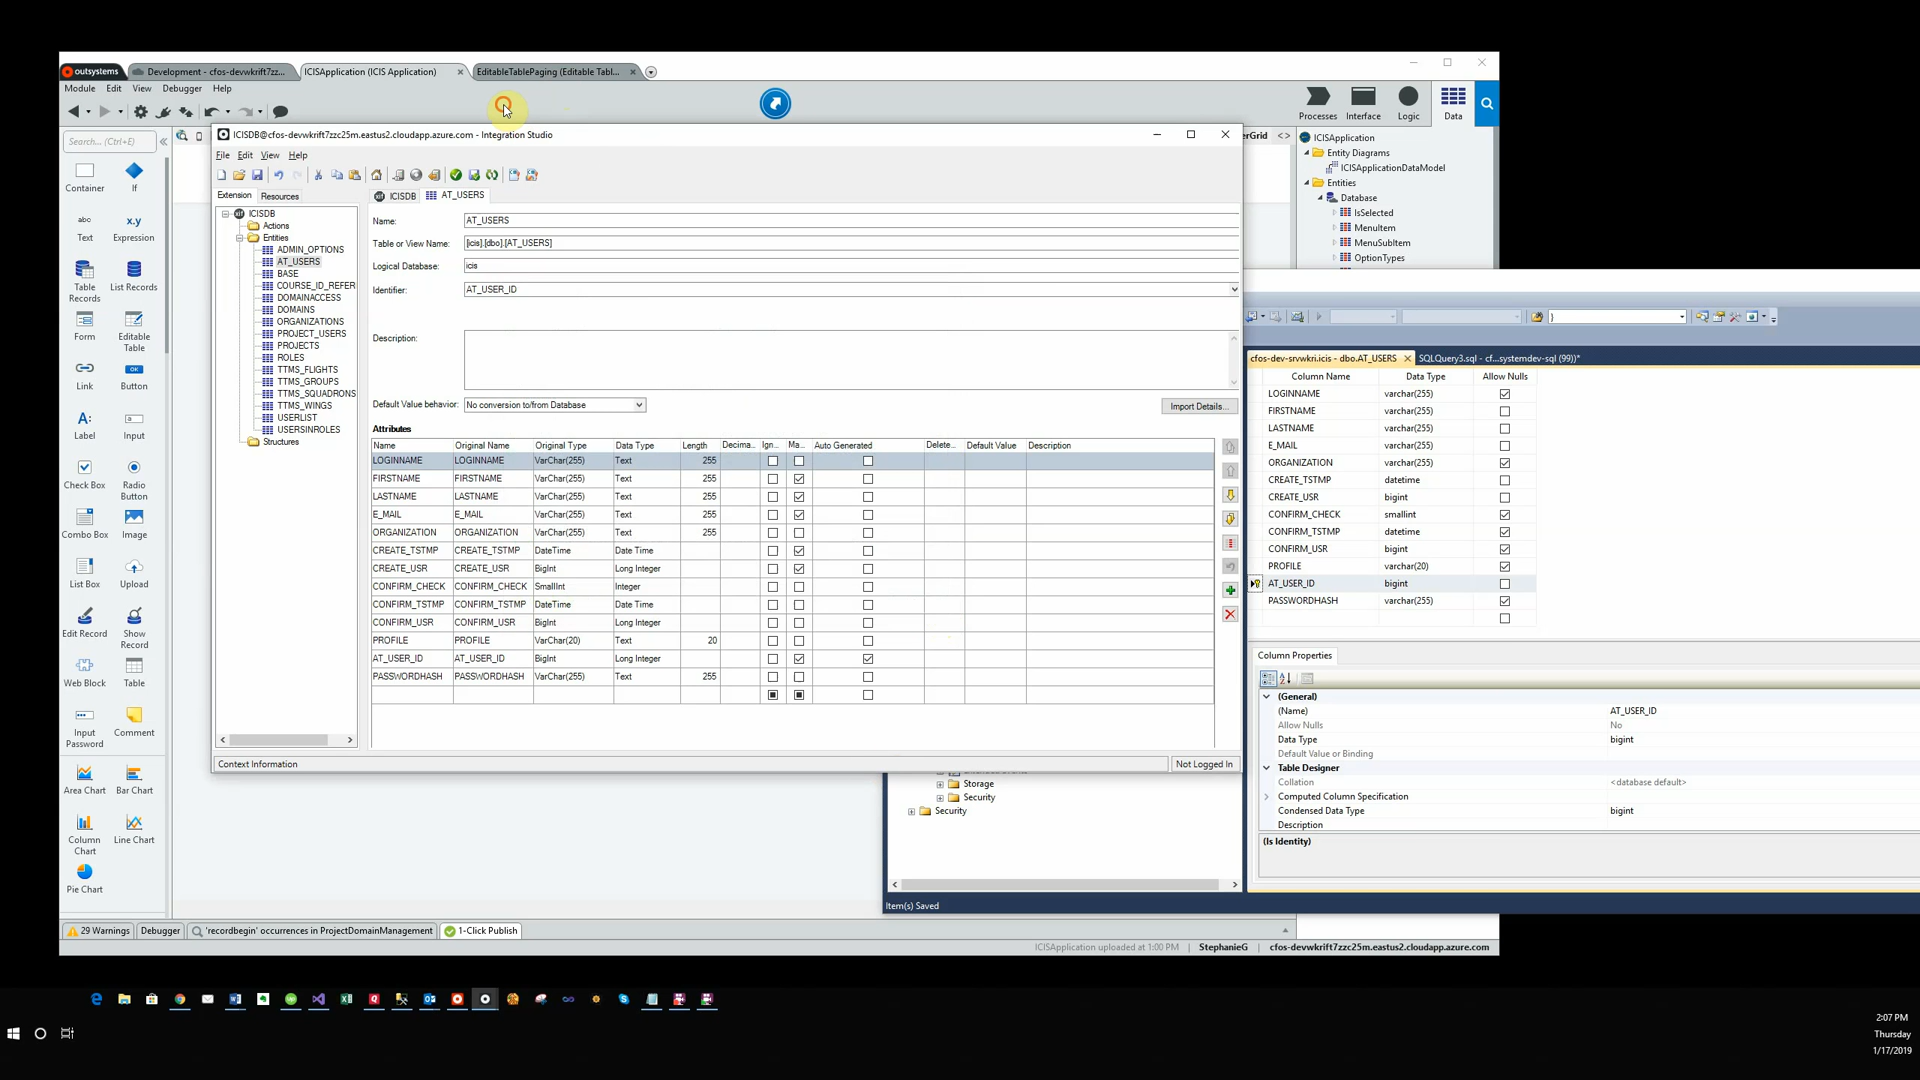 outsystems
Development - cfos-devwkrift7zz...
ICISApplication (ICIS Application)
EditableTablePaging (Editable Tabl...
Module Edit View Debugger Help
Processes
Interface
Logic
Data
Search... (Ctrl+E)
Container
If
Text
Expression
Table Records
List Records
Form
Editable Table
Link
Button
Label
Input
Check Box
Radio Button
Combo Box
Image
List Box
Upload
Edit Record
Show Record
Web Block
Table
Input Password
Comment
Area Chart
Bar Chart
Column Chart
Line Chart
Pie Chart
ICISDB@cfos-devwkrift7zzc25m.eastus2.cloudapp.azure.com - Integration Studio
File Edit View Help
Extension Resources
ICISDB
Actions
Entities
ADMIN_OPTIONS
AT_USERS
BASE
COURSE_ID_REFER
DOMAINACCESS
DOMAINS
ORGANIZATIONS
PROJECT_USERS
PROJECTS
ROLES
TTMS_FLIGHTS
TTMS_GROUPS
TTMS_SQUADRONS
TTMS_WINGS
USERLIST
USERSINROLES
Structures
ICISDB AT_USERS
Name: AT_USERS
Table or View Name: [icis].[dbo].[AT_USERS]
Logical Database: icis
Identifier: AT_USER_ID
Description:
Default Value behavior: No conversion to/from Database
Import Details...
Attributes
Name Original Name Original Type Data Type Length Decima... Ign... Ma... Auto Generated Delete... Default Value Description
LOGINNAME LOGINNAME VarChar(255) Text 255
FIRSTNAME FIRSTNAME VarChar(255) Text 255
LASTNAME LASTNAME VarChar(255) Text 255
E_MAIL E_MAIL VarChar(255) Text 255
ORGANIZATION ORGANIZATION VarChar(255) Text 255
CREATE_TSTMP CREATE_TSTMP DateTime Date Time
CREATE_USR CREATE_USR BigInt Long Integer
CONFIRM_CHECK CONFIRM_CHECK SmallInt Integer
CONFIRM_TSTMP CONFIRM_TSTMP DateTime Date Time
CONFIRM_USR CONFIRM_USR BigInt Long Integer
PROFILE PROFILE VarChar(20) Text 20
AT_USER_ID AT_USER_ID BigInt Long Integer
PASSWORDHASH PASSWORDHASH VarChar(255) Text 255
Context Information
Not Logged In
erGrid
ICISApplication
Entity Diagrams
ICISApplicationDataModel
Entities
Database
IsSelected
MenuItem
MenuSubItem
OptionTypes
cfos-dev-srvwkri.icis - dbo.AT_USERS
SQLQuery3.sql - cf...systemdev-sql (99))*
Column Name Data Type Allow Nulls
LOGINNAME varchar(255)
FIRSTNAME varchar(255)
LASTNAME varchar(255)
E_MAIL varchar(255)
ORGANIZATION varchar(255)
CREATE_TSTMP datetime
CREATE_USR bigint
CONFIRM_CHECK smallint
CONFIRM_TSTMP datetime
CONFIRM_USR bigint
PROFILE varchar(20)
AT_USER_ID bigint
PASSWORDHASH varchar(255)
Column Properties
(General)
(Name) AT_USER_ID
Allow Nulls No
Data Type bigint
Default Value or Binding
Table Designer
Collation <database default>
Computed Column Specification
Condensed Data Type bigint
Description
(Is Identity)
Storage
Security
Security
Item(s) Saved
29 Warnings
Debugger
'recordbegin' occurrences in ProjectDomainManagement
1-Click Publish
ICISApplication uploaded at 1:00 PM
StephanieG
cfos-devwkrift7zzc25m.eastus2.cloudapp.azure.com
2:07 PM
Thursday
1/17/2019